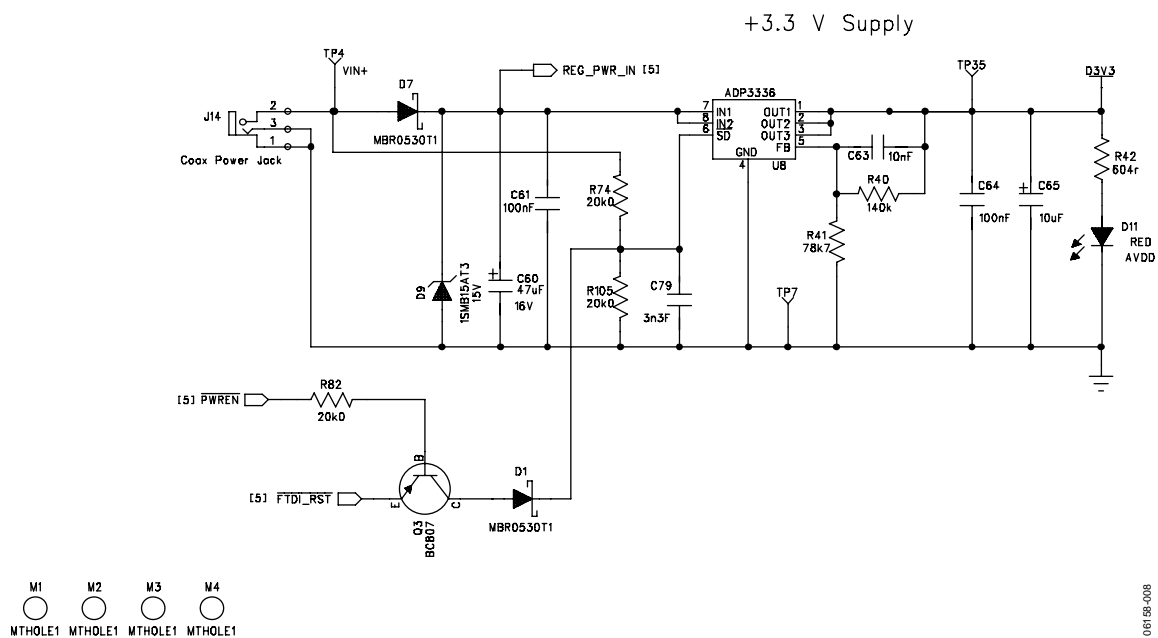 +3.3 V Supply
TP4
VIN+
D7
MBR0530T1
REG_PWR_IN [5]
J14
2
3
1
Coax Power Jack
ADP3336
7 IN1
8 IN2
6 SD
OUT1 1
OUT2 2
OUT3 3
FB 5
GND
4
U8
TP35
D3V3
C63
10nF
R40
140k
R41
78k7
R42
604r
C61
100nF
R74
20k0
C64
100nF
C65
10uF
D11
RED
AVDD
D9
1SMB15AT3
15V
C60
47uF
16V
R105
20k0
C79
3n3F
TP7
[5] PWREN
R82
20k0
[5] FTDI_RST
B
E
C
Q3
BC807
D1
MBR0530T1
M1
M2
M3
M4
MTHOLE1
MTHOLE1
MTHOLE1
MTHOLE1
06158-008